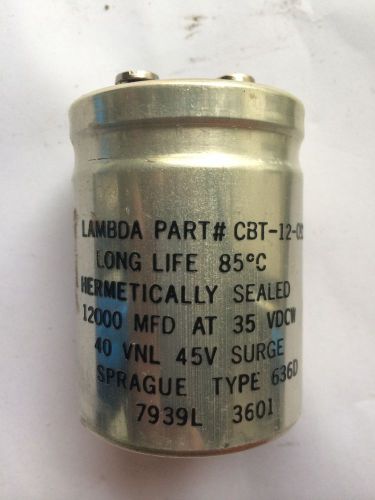 LAMBDA PART# CBT-12-0
LONG LIFE 85°C
HERMETICALLY SEALED
12000 MFD AT 35 VDCW
40 VNL 45V SURGE
SPRAGUE TYPE 636D
7939L 3601